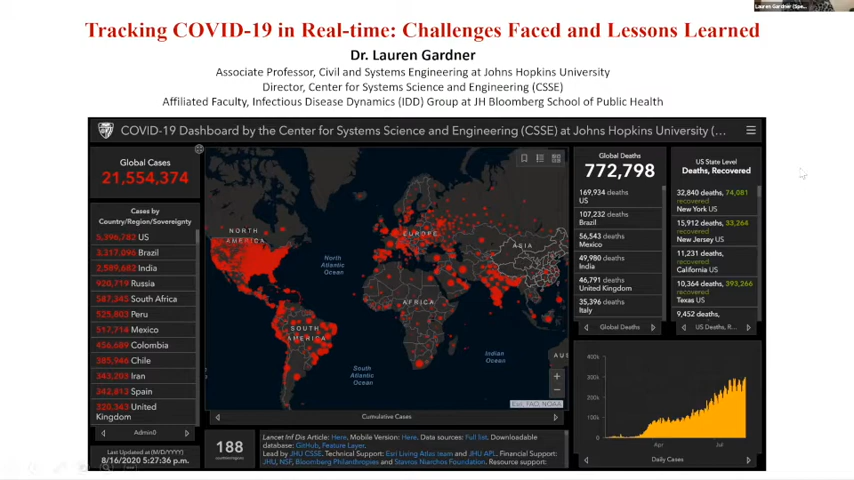 Lauren Gardner (Spe...
Tracking COVID-19 in Real-time: Challenges Faced and Lessons Learned
Dr. Lauren Gardner
Associate Professor, Civil and Systems Engineering at Johns Hopkins University
Director, Center for Systems Science and Engineering (CSSE)
Affiliated Faculty, Infectious Disease Dynamics (IDD) Group at JH Bloomberg School of Public Health
COVID-19 Dashboard by the Center for Systems Science and Engineering (CSSE) at Johns Hopkins University (...
Global Cases
21,554,374
Cases by
Country/Region/Sovereignty
5,396,782 US
3,317,096 Brazil
2,589,682 India
920,719 Russia
587,345 South Africa
525,803 Peru
517,714 Mexico
456,689 Colombia
385,946 Chile
343,203 Iran
342,813 Spain
320,343 United
Kingdom
Admin0
Last Updated at (M/D/YYYY)
8/16/2020 5:27:36 p.m.
NORTH
AMERICA
North
Atlantic
Ocean
EUROPE
ASIA
AFRICA
SOUTH
AMERICA
South
Atlantic
Ocean
Indian
Ocean
AUS
+
−
Esri, FAO, NOAA
Cumulative Cases
188
countries/regions
Lancet Inf Dis Article: Here. Mobile Version: Here. Data sources: Full list. Downloadable
database: GitHub, Feature Layer.
Lead by JHU CSSE. Technical Support: Esri Living Atlas team and JHU APL. Financial Support:
JHU, NSF, Bloomberg Philanthropies and Stavros Niarchos Foundation. Resource support:
Global Deaths
772,798
169,934 deaths
US
107,232 deaths
Brazil
56,543 deaths
Mexico
49,980 deaths
India
46,791 deaths
United Kingdom
35,396 deaths
Italy
Global Deaths
US State Level
Deaths, Recovered
32,840 deaths, 74,081
recovered
New York US
15,912 deaths, 33,264
recovered
New Jersey US
11,231 deaths,
recovered
California US
10,364 deaths, 393,266
recovered
Texas US
9,452 deaths,
US Deaths, R...
400k
300k
200k
100k
0
Apr
Jul
Daily Cases